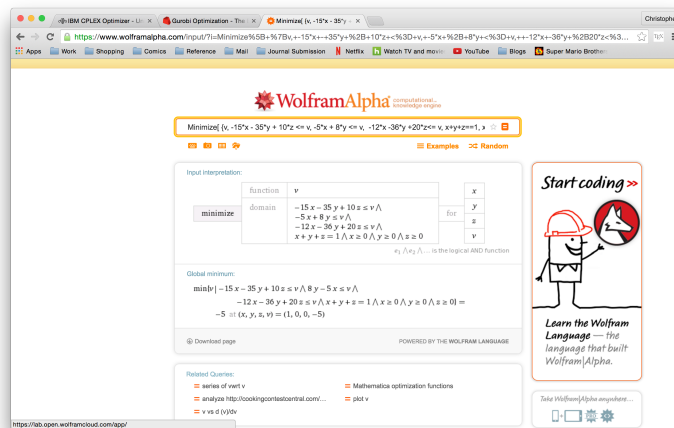 IBM CPLEX Optimizer - Un
Gurobi Optimization - The
Minimize[ {v, -15*x - 35*y +
Christophe
https://www.wolframalpha.com/input/?i=Minimize%5B+%7Bv,+-15*x+-+35*y+%2B+10*z+<%3D+v,+-5*x+%2B+8*y+<%3D+v,++-12*x+-36*y+%2B20*z<%3...
Apps Work Shopping Comics Reference Mail Journal Submission Netflix Watch TV and movies YouTube Blogs Super Mario Brother
WolframAlpha computational... knowledge engine
Minimize[ {v, -15*x - 35*y + 10*z <= v, -5*x + 8*y <= v, -12*x -36*y +20*z<= v, x+y+z==1, x
Examples Random
Input interpretation:
function v
minimize
domain
-15 x - 35 y + 10 z ≤ v ⋀
-5 x + 8 y ≤ v ⋀
-12 x - 36 y + 20 z ≤ v ⋀
x + y + z = 1 ⋀ x ≥ 0 ⋀ y ≥ 0 ⋀ z ≥ 0
for
x
y
z
v
e1 ⋀ e2 ⋀ ... is the logical AND function
Global minimum:
min{v | -15 x - 35 y + 10 z ≤ v ⋀ 8 y - 5 x ≤ v ⋀
-12 x - 36 y + 20 z ≤ v ⋀ x + y + z = 1 ⋀ x ≥ 0 ⋀ y ≥ 0 ⋀ z ≥ 0} =
-5 at (x, y, z, v) = (1, 0, 0, -5)
Download page
POWERED BY THE WOLFRAM LANGUAGE
Related Queries:
= series of v wrt v
= Mathematica optimization functions
= analyze http://cookingcontestcentral.com/...
= plot v
= v vs d (v)/dv
Start coding »
Learn the Wolfram
Language — the
language that built
Wolfram|Alpha.
Take Wolfram|Alpha anywhere...
https://lab.open.wolframcloud.com/app/